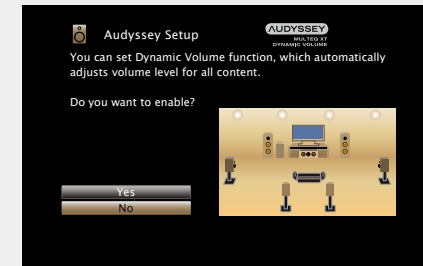 Audyssey Setup
AUDYSSEY
MULTEQ XT
DYNAMIC VOLUME
You can set Dynamic Volume function, which automatically
adjusts volume level for all content.
Do you want to enable?
Yes
No